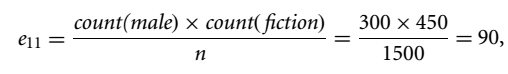 e₁₁ = count(male) × count(fiction) / n = 300 × 450 / 1500 = 90,